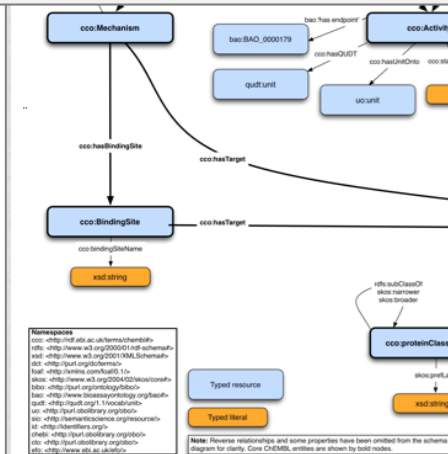 cco:Mechanism
bao:'has endpoint'
cco:Activity
bao:BAO_0000179
cco:hasQUDT
cco:hasUnitOnto
cco:sta
qudt:unit
uo:unit
..
cco:hasBindingSite
cco:hasTarget
cco:BindingSite
cco:hasTarget
cco:bindingSiteName
xsd:string
rdfs:subClassOf
skos:narrower
skos:broader
cco:proteinClass
skos:prefLa
xsd:string
Namespaces
cco: <http://rdf.ebi.ac.uk/terms/chembl#>
rdfs: <http://www.w3.org/2000/01/rdf-schema#>
xsd: <http://www.w3.org/2001/XMLSchema#>
dct: <http://purl.org/dc/terms/>
foaf: <http://xmlns.com/foaf/0.1/>
skos: <http://www.w3.org/2004/02/skos/core#>
bibo: <http://purl.org/ontology/bibo/>
bao: <http://www.bioassayontology.org/bao#>
qudt: <http://qudt.org/1.1/vocab/unit#>
uo: <http://purl.obolibrary.org/obo/>
sio: <http://semanticscience.org/resource/>
id: <http://identifiers.org/>
chebi: <http://purl.obolibrary.org/obo/>
clo: <http://purl.obolibrary.org/obo/>
efo: <http://www.ebi.ac.uk/efo/>
Typed resource
Typed literal
Note: Reverse relationships and some properties have been omitted from the schema
diagram for clarity. Core ChEMBL entities are shown by bold nodes.